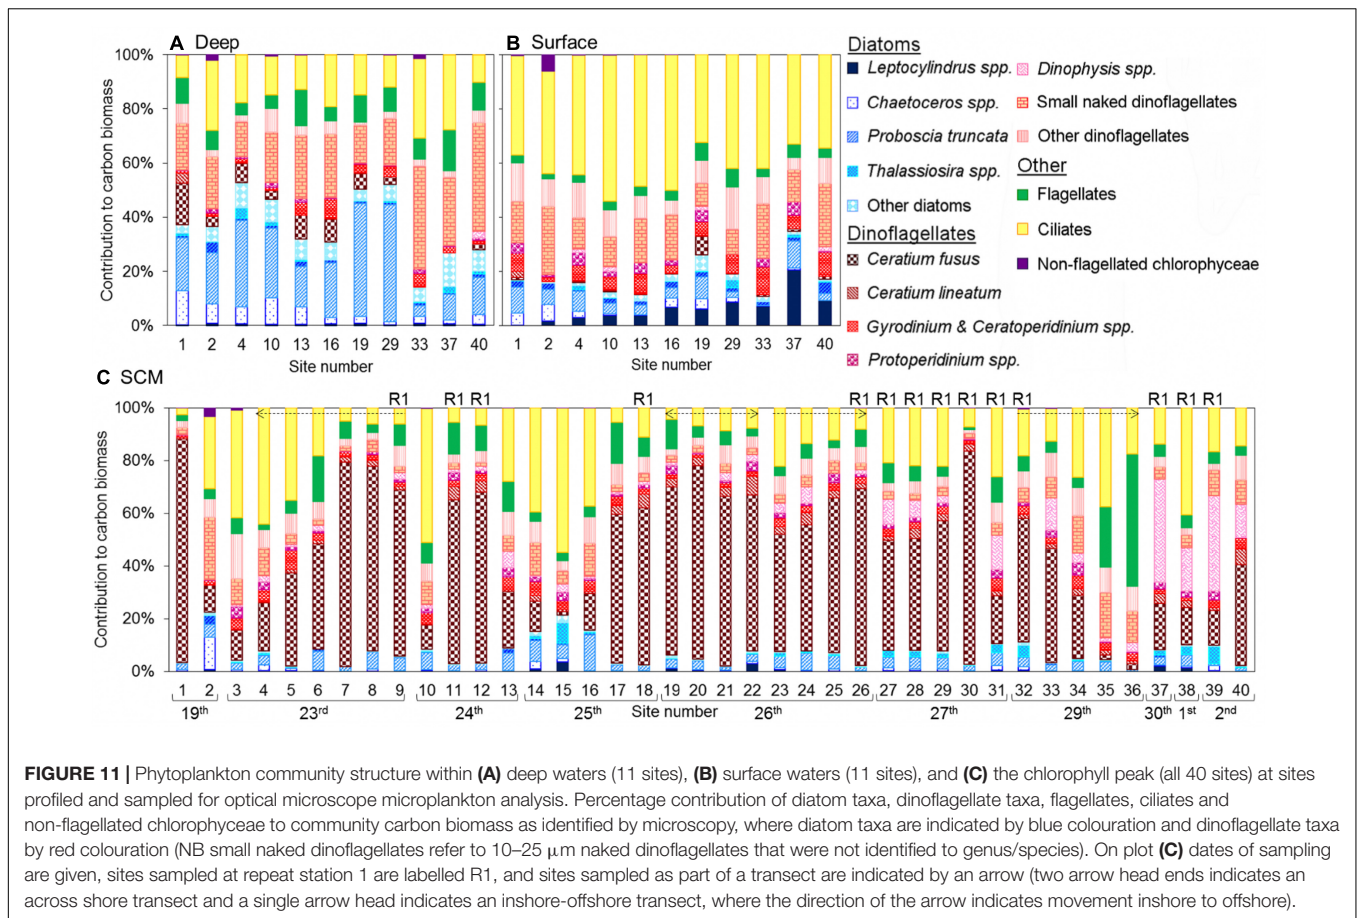 A Deep
B Surface
Contribution to carbon biomass
100%
80%
60%
40%
20%
0%
1 2 4 10 13 16 19 29 33 37 40
Site number
1 2 4 10 13 16 19 29 33 37 40
Site number
Diatoms
Leptocylindrus spp.
Chaetoceros spp.
Proboscia truncata
Thalassiosira spp.
Other diatoms
Dinoflagellates
Ceratium fusus
Ceratium lineatum
Gyrodinium & Ceratoperidinium spp.
Protoperidinium spp.
Dinophysis spp.
Small naked dinoflagellates
Other dinoflagellates
Other
Flagellates
Ciliates
Non-flagellated chlorophyceae
C SCM
R1 R1 R1 R1 R1 R1 R1 R1 R1 R1 R1 R1 R1 R1
Contribution to carbon biomass
100%
80%
60%
40%
20%
0%
1 2 3 4 5 6 7 8 9 10 11 12 13 14 15 16 17 18 19 20 21 22 23 24 25 26 27 28 29 30 31 32 33 34 35 36 37 38 39 40
19th 23rd 24th 25th Site number 26th 27th 29th 30th 1st 2nd
FIGURE 11 | Phytoplankton community structure within (A) deep waters (11 sites), (B) surface waters (11 sites), and (C) the chlorophyll peak (all 40 sites) at sites
profiled and sampled for optical microscope microplankton analysis. Percentage contribution of diatom taxa, dinoflagellate taxa, flagellates, ciliates and
non-flagellated chlorophyceae to community carbon biomass as identified by microscopy, where diatom taxa are indicated by blue colouration and dinoflagellate taxa
by red colouration (NB small naked dinoflagellates refer to 10–25 μm naked dinoflagellates that were not identified to genus/species). On plot (C) dates of sampling
are given, sites sampled at repeat station 1 are labelled R1, and sites sampled as part of a transect are indicated by an arrow (two arrow head ends indicates an
across shore transect and a single arrow head indicates an inshore-offshore transect, where the direction of the arrow indicates movement inshore to offshore).